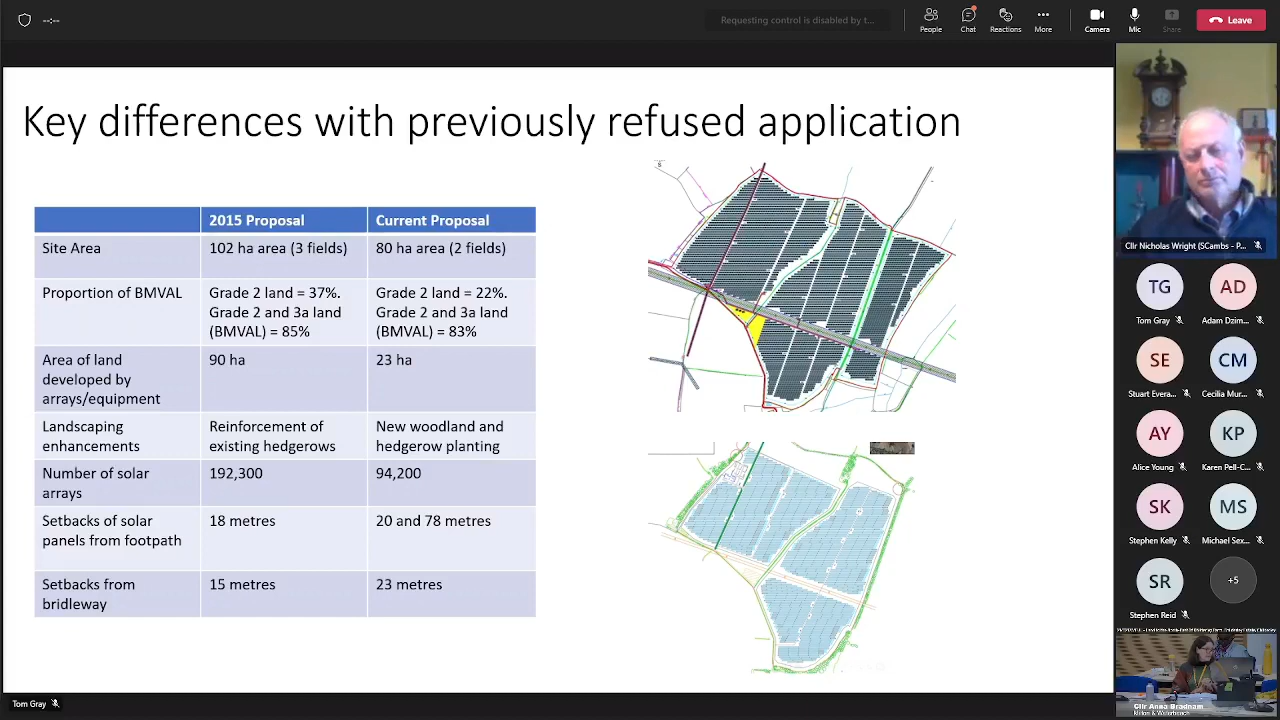 --:--
Requesting control is disabled by t...
People
Chat
Reactions
More
Camera
Mic
Share
Leave
Key differences with previously refused application
2015 Proposal
Current Proposal
Site Area
102 ha area (3 fields)
80 ha area (2 fields)
Proportion of BMVAL
Grade 2 land = 37%.
Grade 2 and 3a land
(BMVAL) = 85%
Grade 2 land = 22%.
Grade 2 and 3a land
(BMVAL) = 83%
Area of land
developed by
arrays/equipment
90 ha
23 ha
Landscaping
enhancements
Reinforcement of
existing hedgerows
New woodland and
hedgerow planting
Number of solar
arrays
192,300
94,200
Setbacks of solar
panels from footpath
18 metres
20 and 78 metres
Setbacks from
bridleway
15 metres
23 metres
Cllr Nicholas Wright (SCambs - P...
TG
Tom Gray
AD
Adam Dzim...
SE
Stuart Evera...
CM
Cecilia Mur...
AY
Alice Young
KP
Karen Pell-C...
SK
Stephen Kelly
MS
Michael Sex...
SR
Stephen Reid
Cllr Anna Bradnam
Milton & Waterbeach
Tom Gray